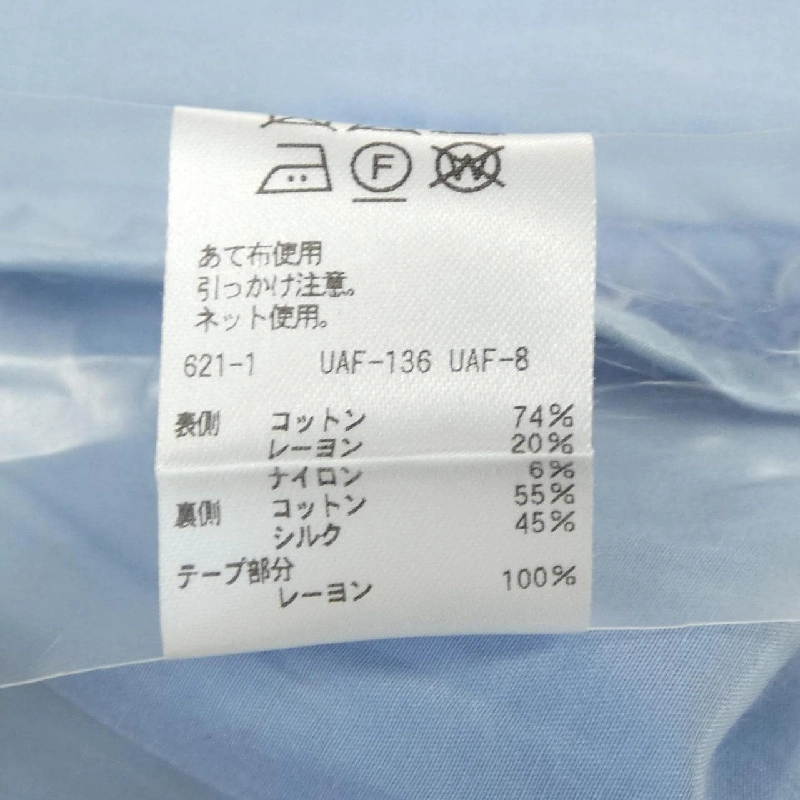 F
W
あて布使用
引っかけ注意。
ネット使用。
621-1 UAF-136 UAF-8
表側 コットン 74%
レーヨン 20%
ナイロン 6%
裏側 コットン 55%
シルク 45%
テープ部分
レーヨン 100%